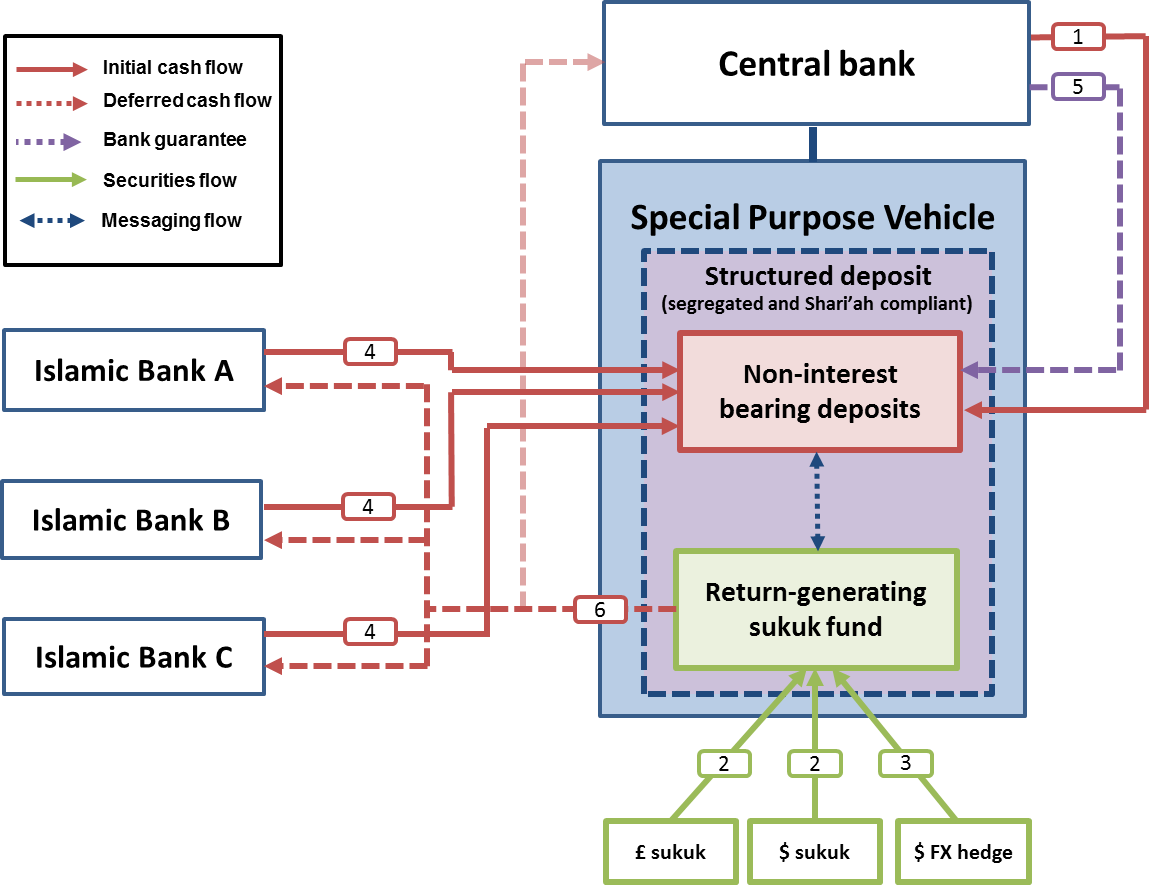 Initial cash flow
Deferred cash flow
Bank guarantee
Securities flow
Messaging flow
Central bank
1
5
Special Purpose Vehicle
Structured deposit
(segregated and Shari’ah compliant)
Non-interest
bearing deposits
Islamic Bank A
4
Islamic Bank B
4
Islamic Bank C
4
6
Return-generating
sukuk fund
2
2
3
£ sukuk
$ sukuk
$ FX hedge